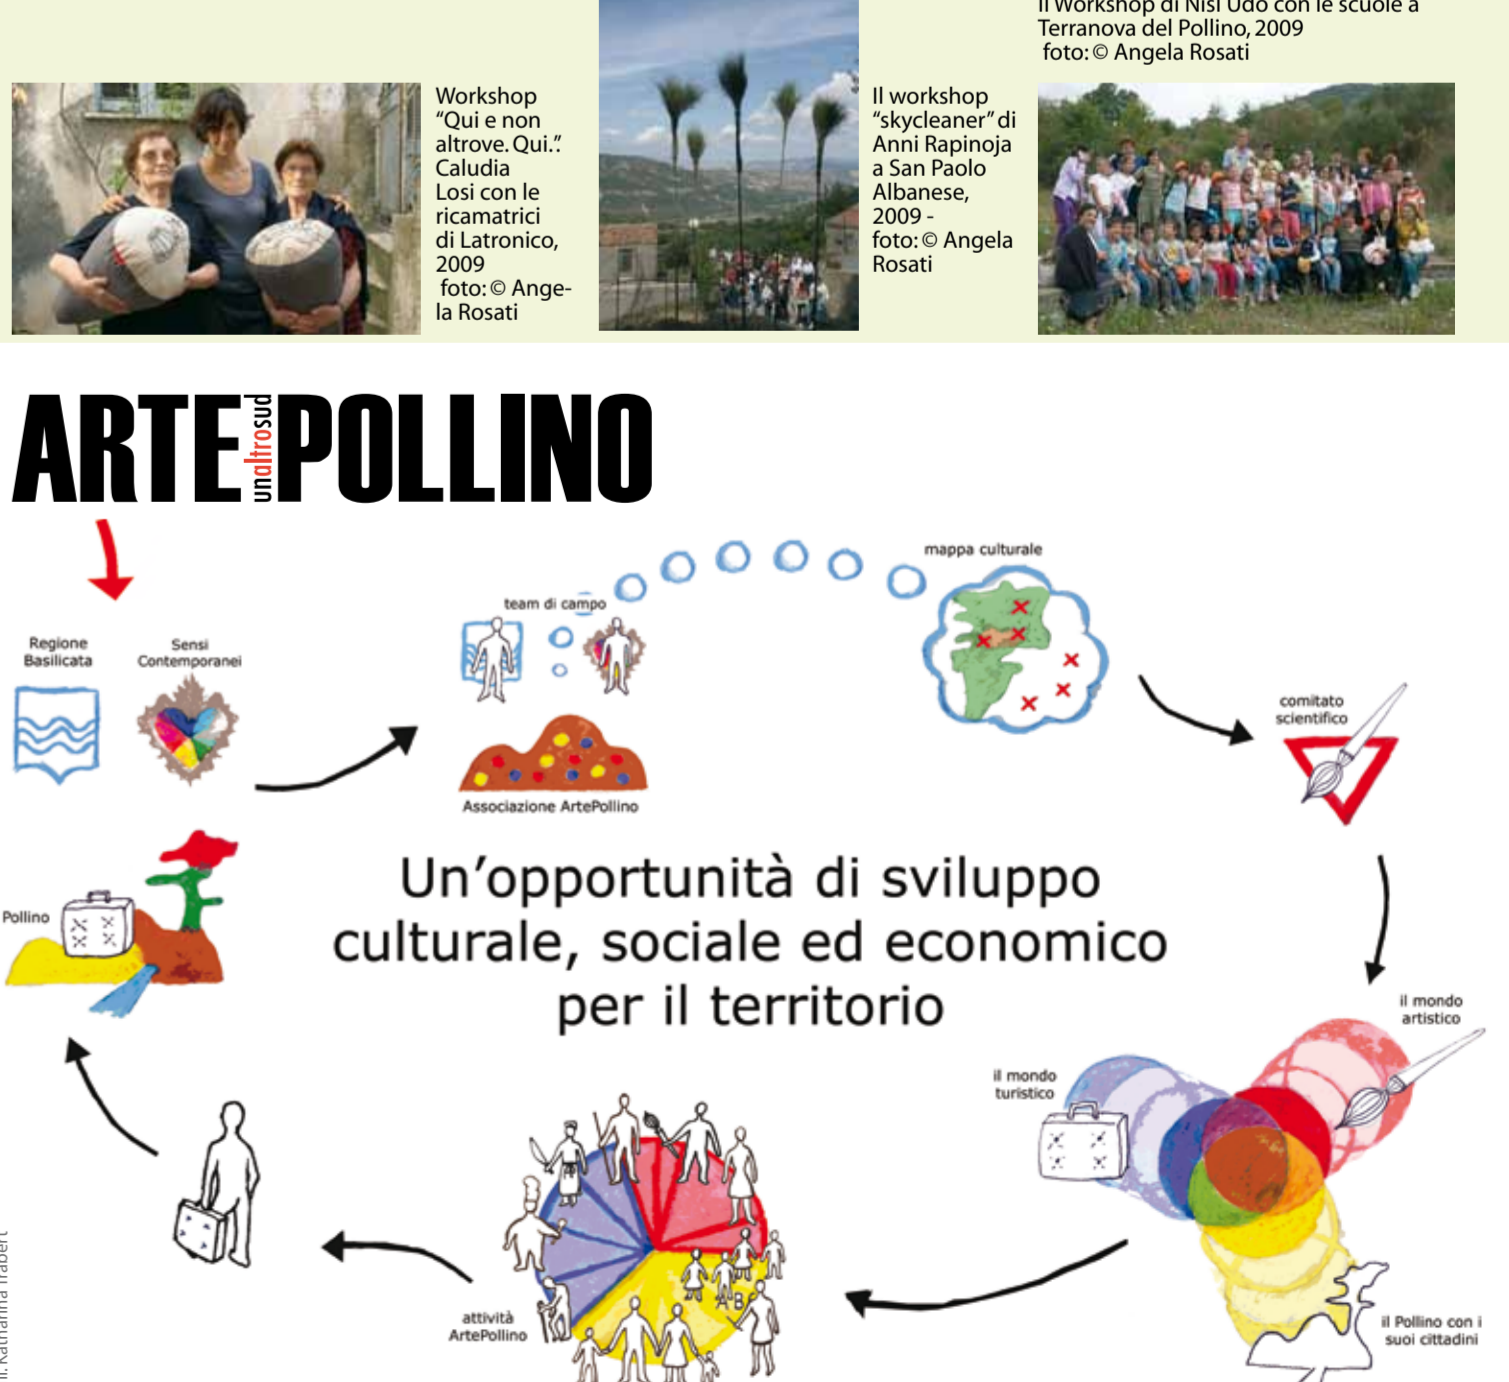 Il Workshop di Nisi Udo con le scuole a
Terranova del Pollino, 2009
foto: © Angela Rosati
Workshop
“Qui e non
altrove. Qui.”.
Caludia
Losi con le
ricamatrici
di Latronico,
2009
foto: © Ange-
la Rosati
Il workshop
“skycleaner” di
Anni Rapinoja
a San Paolo
Albanese,
2009 -
foto: © Angela
Rosati
ARTE unaltrosud POLLINO
Regione
Basilicata
Sensi
Contemporanei
team di campo
Associazione ArtePollino
mappa culturale
comitato
scientifico
Pollino
Un’opportunità di sviluppo
culturale, sociale ed economico
per il territorio
il mondo
artistico
il mondo
turistico
il Pollino con i
suoi cittadini
A B
attività
ArtePollino
Katharina Trabert